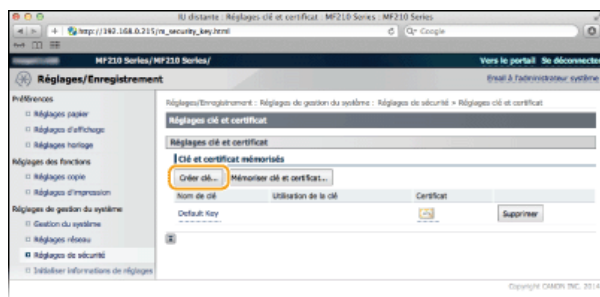 IU distante : Réglages clé et certificat : MF210 Series : MF210 Series
http://192.168.0.215/m_security_key.html
Google
MF210 Series/MF210 Series/
Vers le portail Se déconnecter
Réglages/Enregistrement
Email à l'administrateur système
Préférences
Réglages papier
Réglages d'affichage
Réglages horloge
Réglages des fonctions
Réglages copie
Réglages d'impression
Réglages de gestion du système
Gestion du système
Réglages réseau
Réglages de sécurité
Initialiser informations de réglages
Réglages/Enregistrement : Réglages de gestion du système : Réglages de sécurité > Réglages clé et certificat
Réglages clé et certificat
Réglages clé et certificat
Clé et certificat mémorisés
Créer clé...
Mémoriser clé et certificat...
Nom de clé
Utilisation de la clé
Certificat
Default Key
Supprimer
Copyright CANON INC. 2014